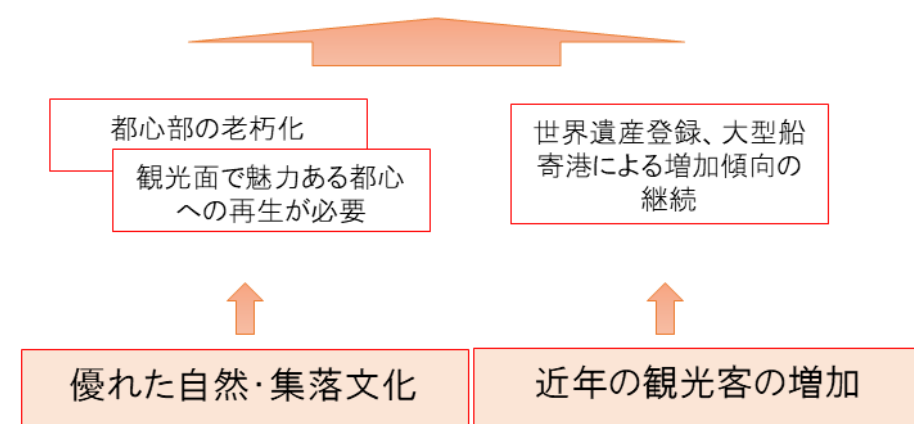 都心部の老朽化
観光面で魅力ある都心
への再生が必要
世界遺産登録、大型船
寄港による増加傾向の
継続
優れた自然･集落文化
近年の観光客の増加